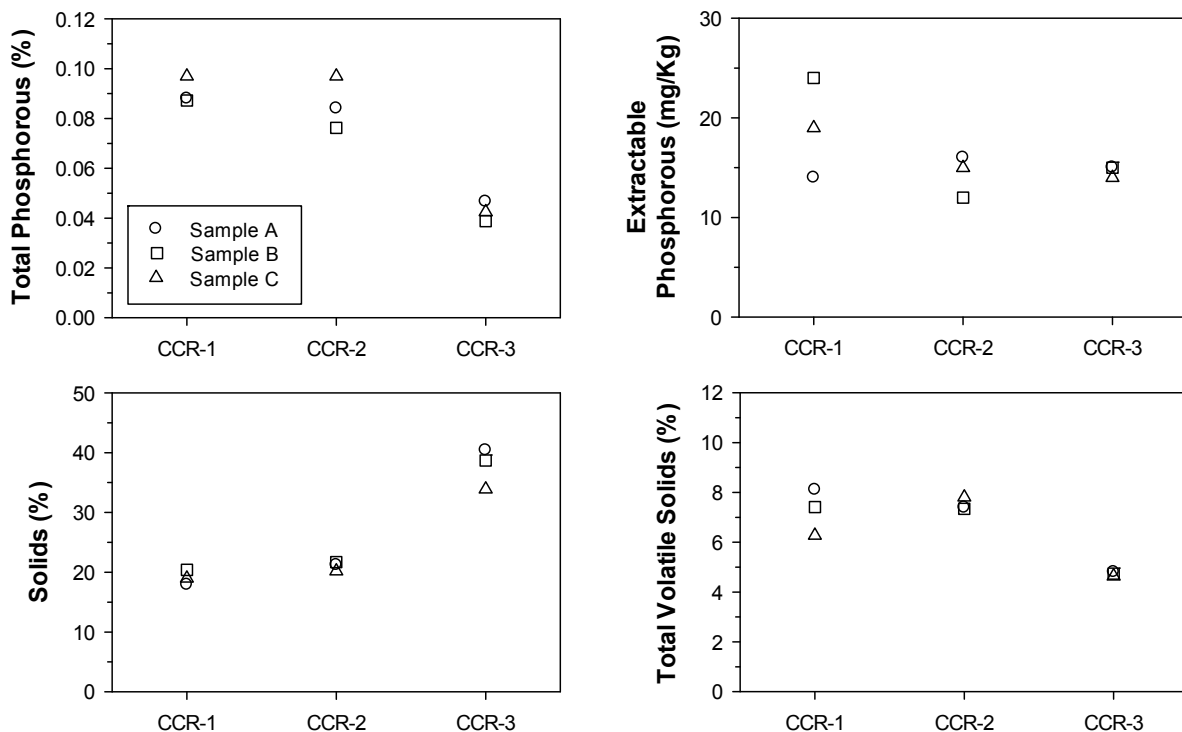 Total Phosphorous (%)
0.12
0.10
0.08
0.06
0.04
0.02
0.00
Sample A
Sample B
Sample C
CCR-1 CCR-2 CCR-3
Extractable
Phosphorous (mg/Kg)
30
20
10
0
CCR-1 CCR-2 CCR-3
Solids (%)
50
40
30
20
10
0
CCR-1 CCR-2 CCR-3
Total Volatile Solids (%)
12
10
8
6
4
2
0
CCR-1 CCR-2 CCR-3